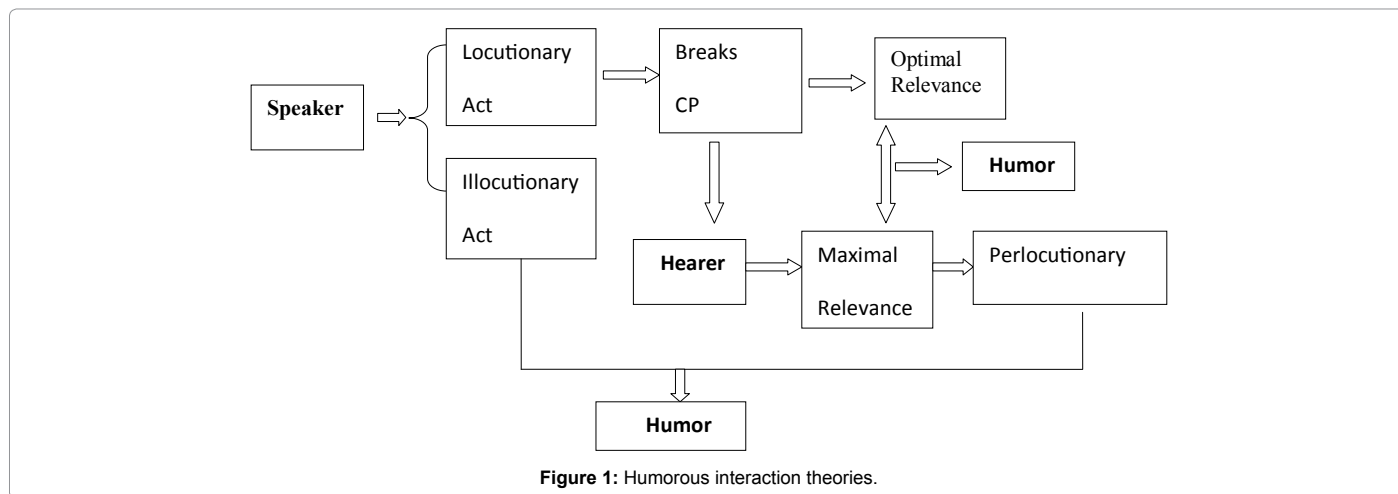 Speaker
Locutionary
Act
Illocutionary
Act
Breaks
CP
Optimal
Relevance
Humor
Hearer
Maximal
Relevance
Perlocutionary
Humor
Figure 1: Humorous interaction theories.